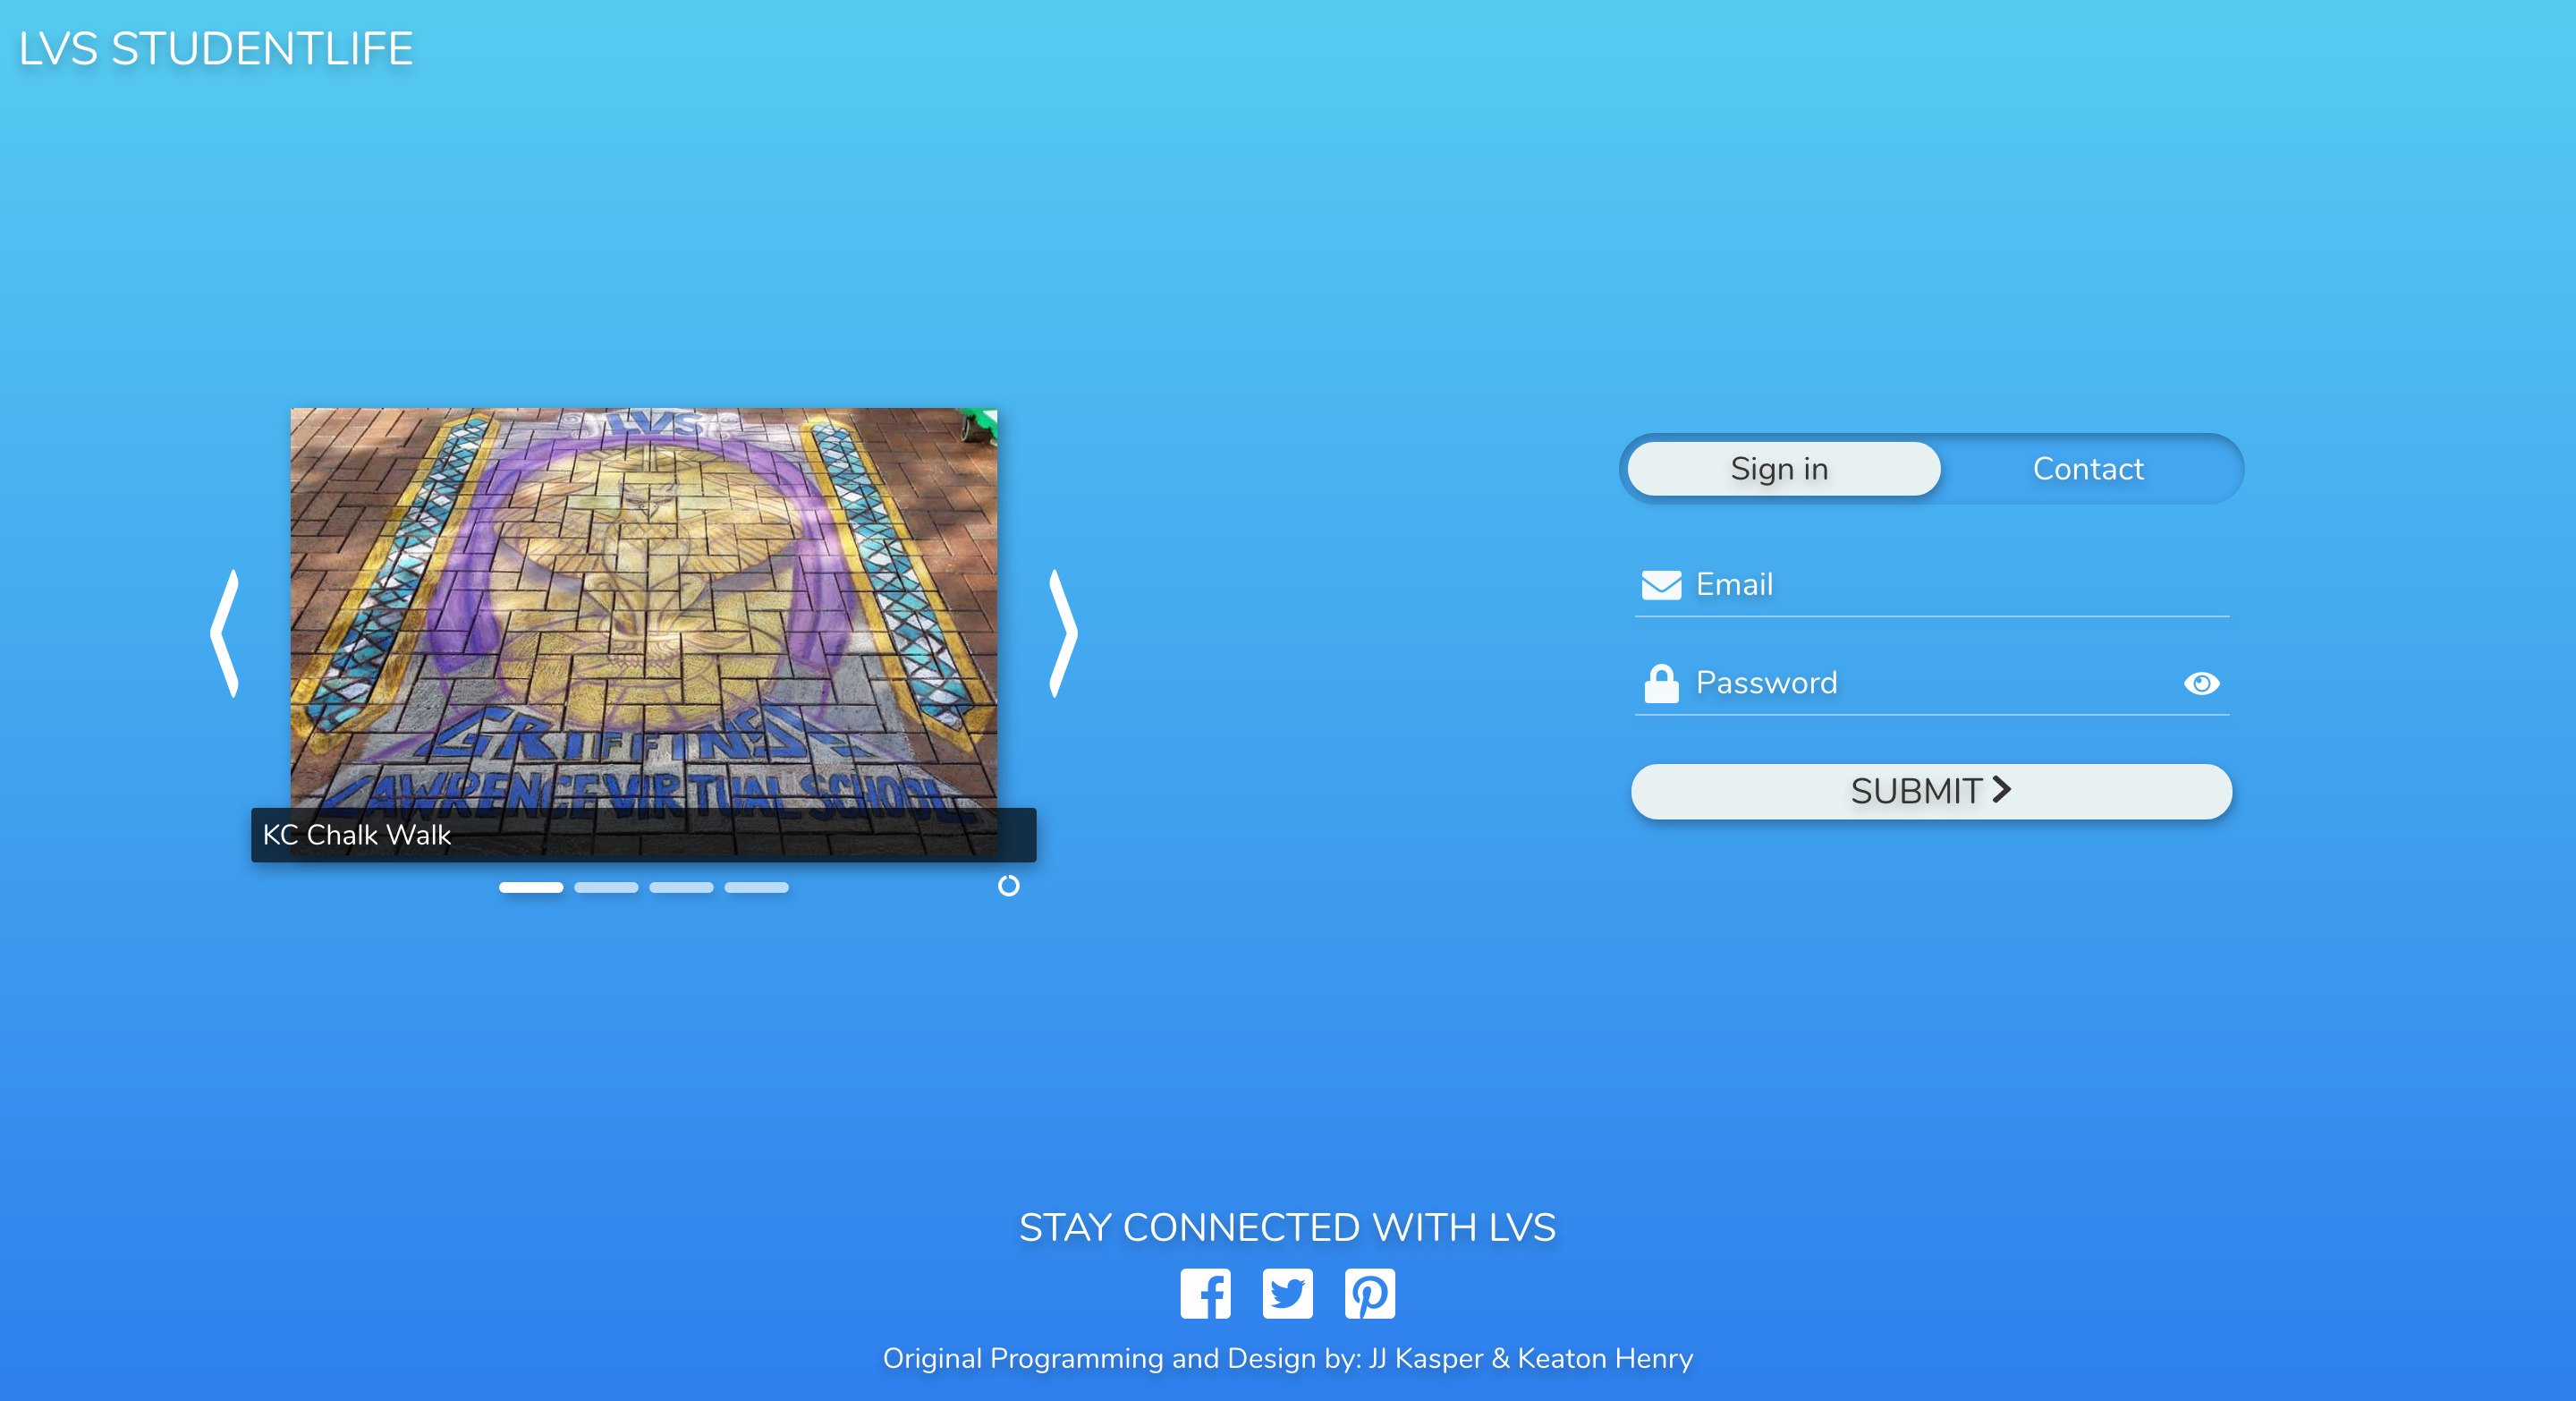 LVS STUDENTLIFE
LVS
GRIFFINS
LAWRENCE VIRTUAL SCHOOL
KC Chalk Walk
Sign in
Contact
Email
Password
SUBMIT
STAY CONNECTED WITH LVS
Original Programming and Design by: JJ Kasper & Keaton Henry